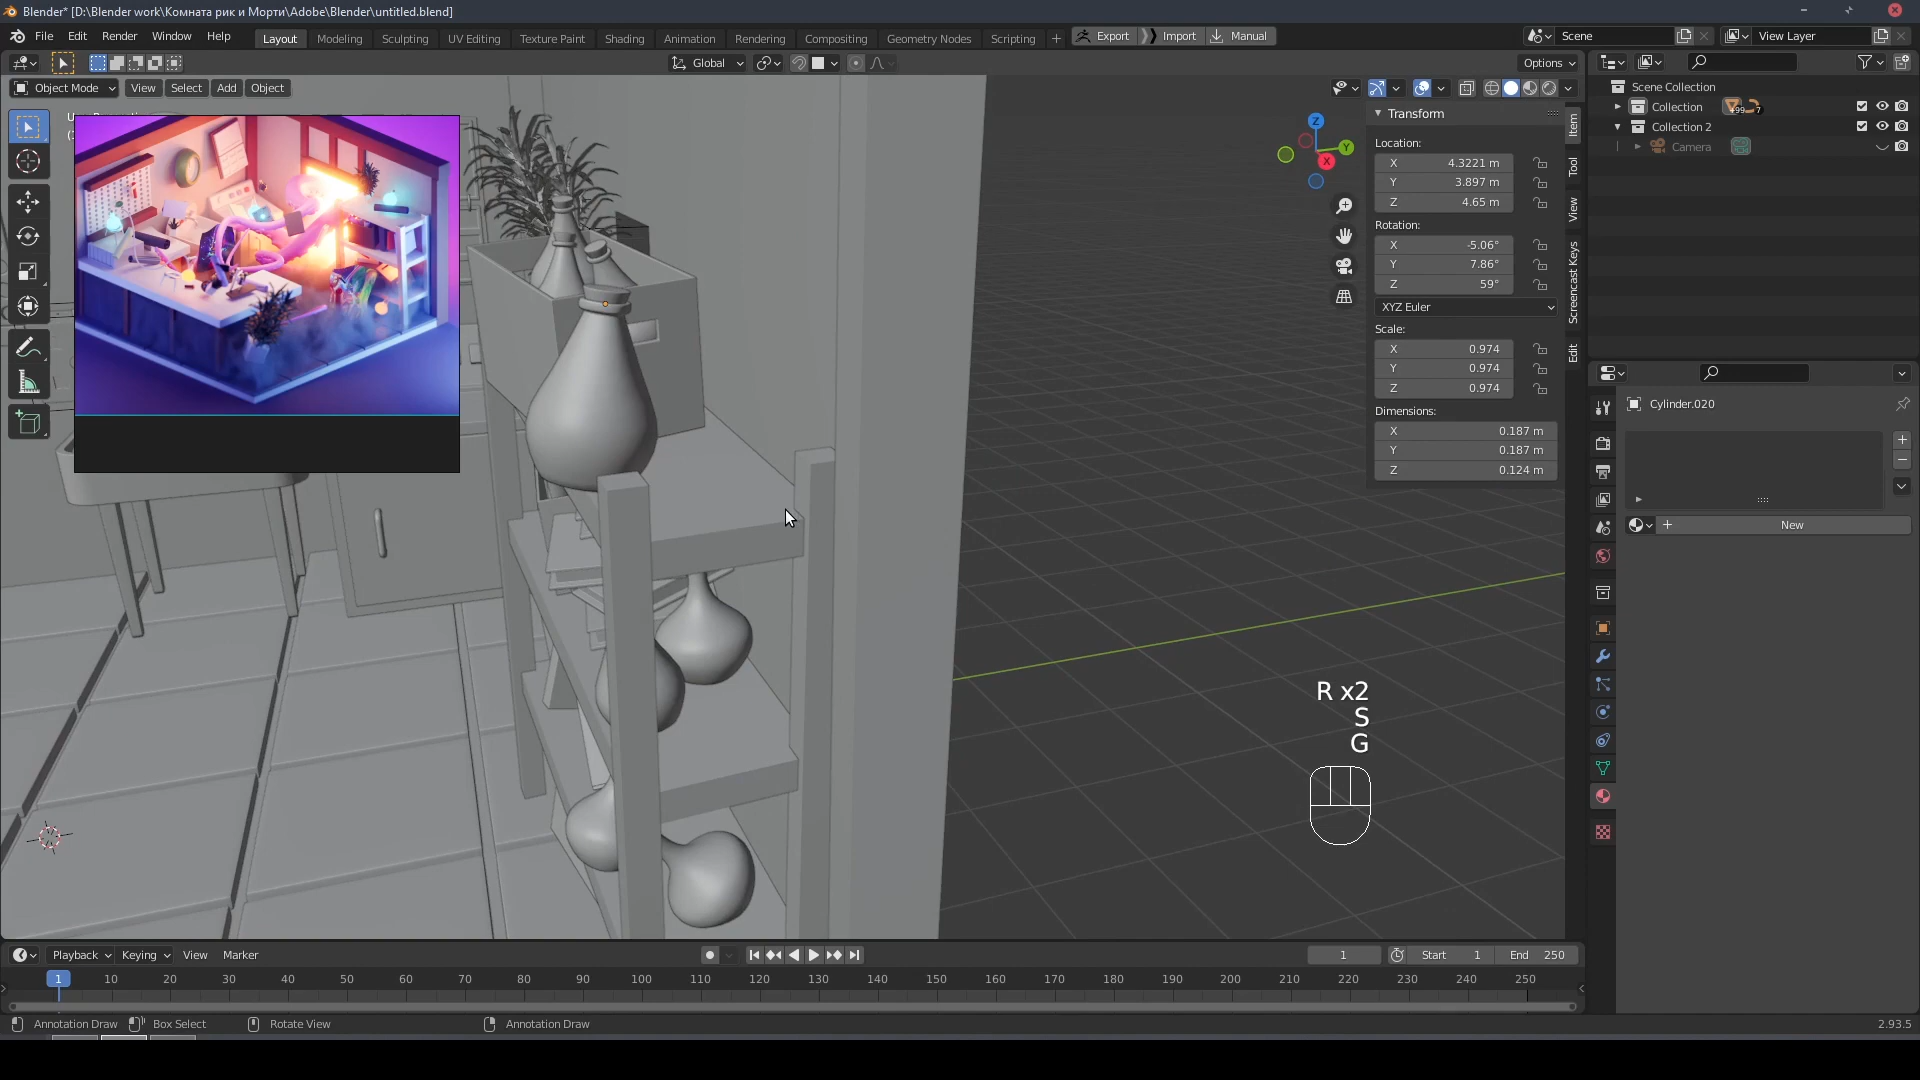 Blender* [D:\Blender work\Комната рик и Морти\Adobe\Blender\untitled.blend]
File Edit Render Window Help Layout Modeling Sculpting UV Editing Texture Paint Shading Animation Rendering Compositing Geometry Nodes Scripting + Export Import Manual Scene View Layer
Global Options
Object Mode View Select Add Object
Transform
Location:
X 4.3221 m
Y 3.897 m
Z 4.65 m
Rotation:
X -5.06°
Y 7.86°
Z 59°
XYZ Euler
Scale:
X 0.974
Y 0.974
Z 0.974
Dimensions:
X 0.187 m
Y 0.187 m
Z 0.124 m
Item
Tool
View
Screencast Keys
Edit
Z
Y
X
Scene Collection
Collection
Collection 2
Camera
Cylinder.020
New
R x2
S
G
Playback Keying View Marker 1 Start 1 End 250
1 10 20 30 40 50 60 70 80 90 100 110 120 130 140 150 160 170 180 190 200 210 220 230 240 250
Annotation Draw Box Select Rotate View Annotation Draw 2.93.5